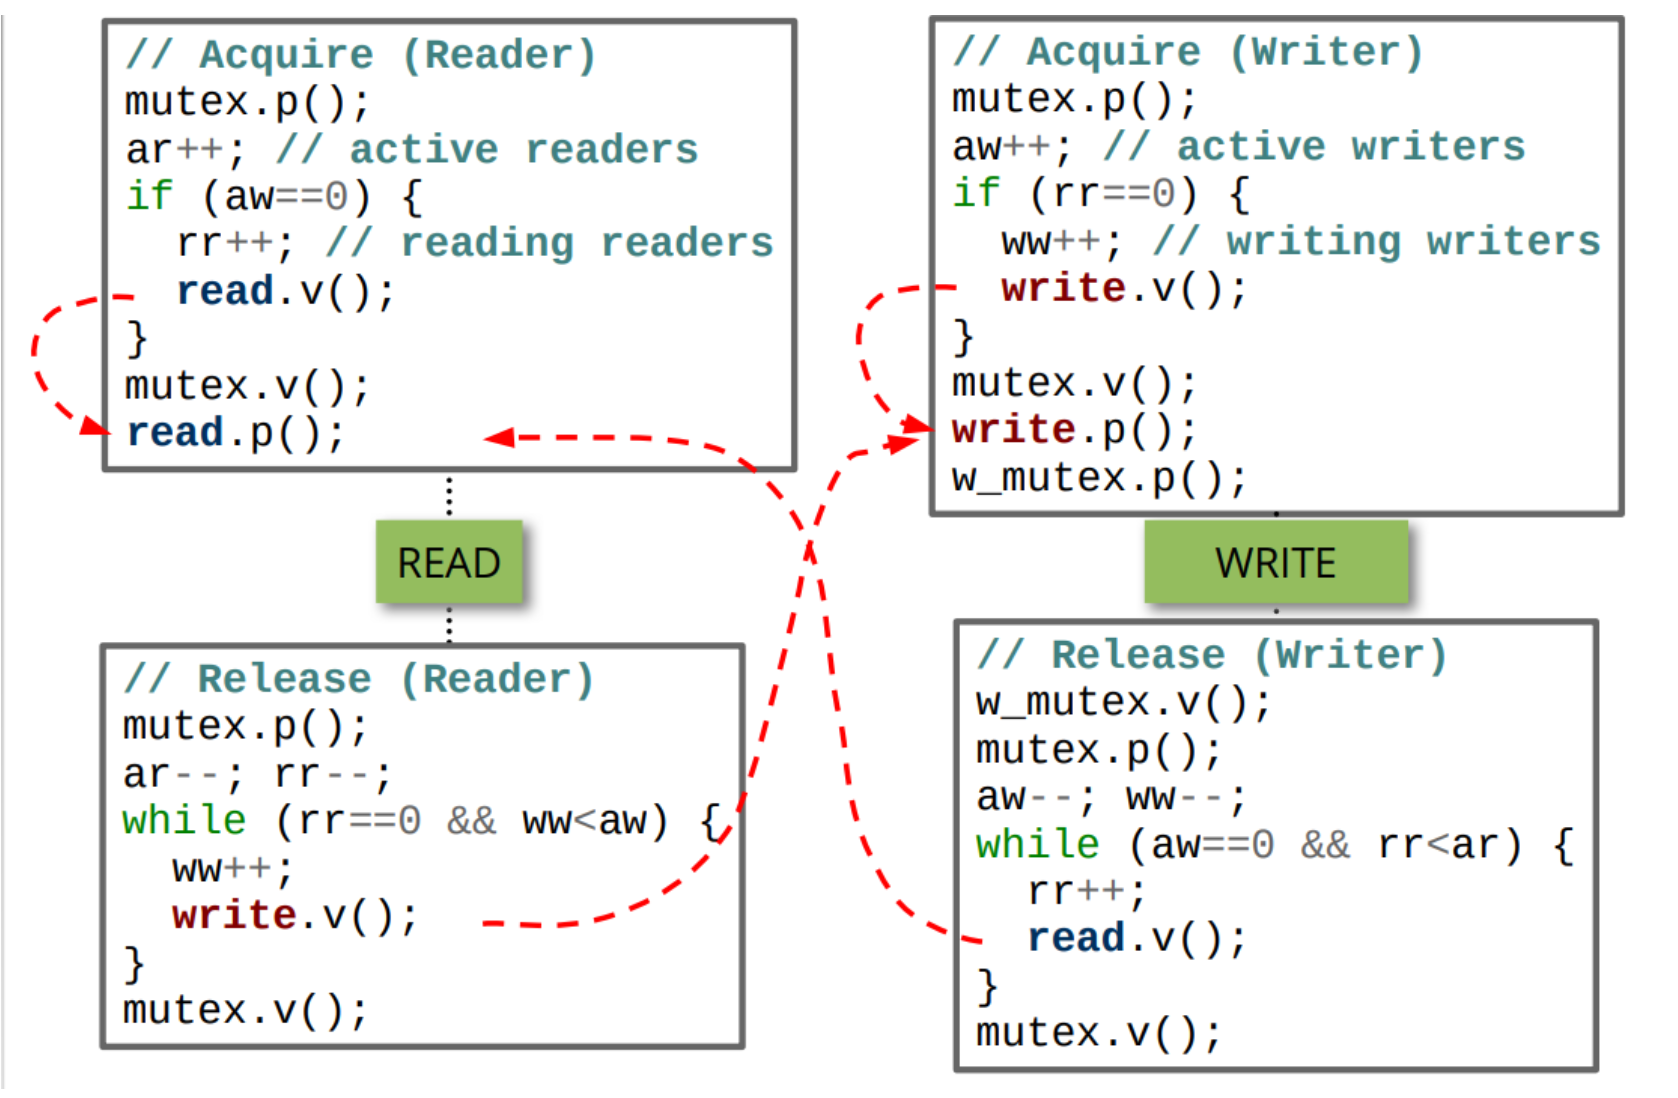 // Acquire (Reader)
mutex.p();
ar++; // active readers
if (aw==0) {
  rr++; // reading readers
  read.v();
}
mutex.v();
read.p();
READ
// Release (Reader)
mutex.p();
ar--; rr--;
while (rr==0 && ww<aw) {
  ww++;
  write.v();
}
mutex.v();
// Acquire (Writer)
mutex.p();
aw++; // active writers
if (rr==0) {
  ww++; // writing writers
  write.v();
}
mutex.v();
write.p();
w_mutex.p();
WRITE
// Release (Writer)
w_mutex.v();
mutex.p();
aw--; ww--;
while (aw==0 && rr<ar) {
  rr++;
  read.v();
}
mutex.v();